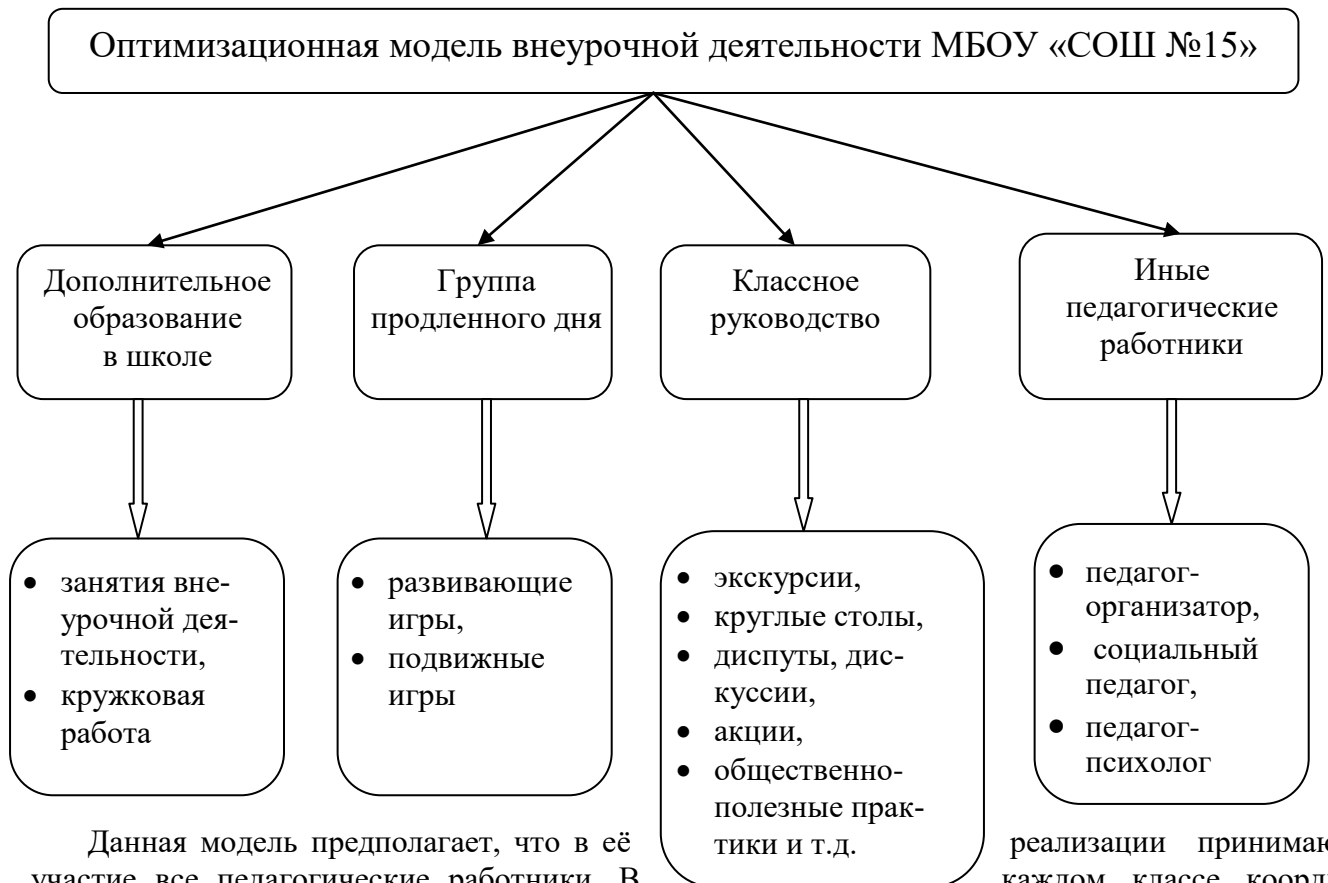 Оптимизационная модель внеурочной деятельности МБОУ «СОШ №15»
Дополнительное
образование
в школе
Группа
продленного дня
Классное
руководство
Иные
педагогические
работники
• занятия вне-
урочной дея-
тельности,
• кружковая
работа
• развивающие
игры,
• подвижные
игры
• экскурсии,
• круглые столы,
• диспуты, дис-
куссии,
• акции,
• общественно-
полезные прак-
тики и т.д.
• педагог-
организатор,
• социальный
педагог,
• педагог-
психолог
Данная модель предполагает, что в её реализации
участие все педагогические работники. В каждом классе